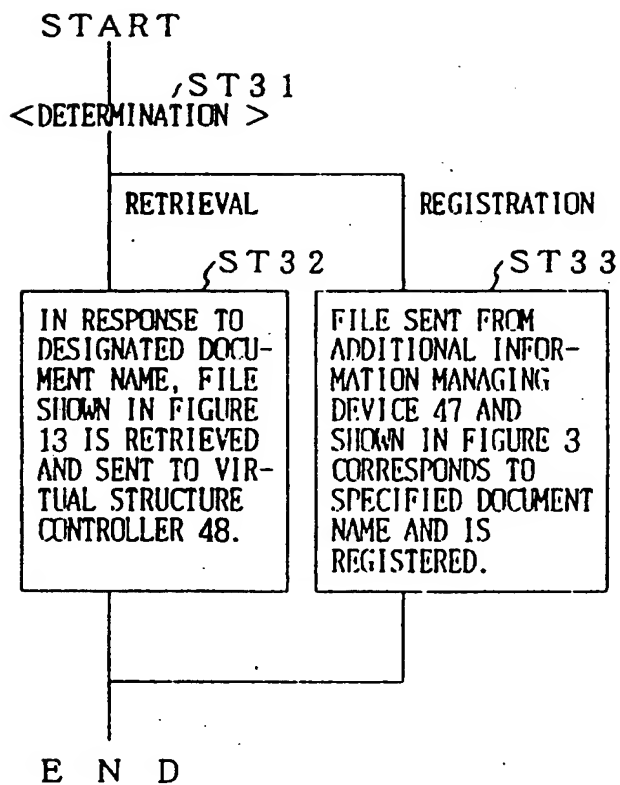 START
ST31
<DETERMINATION >
RETRIEVAL
REGISTRATION
ST32
ST33
IN RESPONSE TO
DESIGNATED DOCU-
MENT NAME, FILE
SHOWN IN FIGURE
13 IS RETRIEVED
AND SENT TO VIR-
TUAL STRUCTURE
CONTROLLER 48.
FILE SENT FROM
ADDITIONAL INFOR-
MATION MANAGING
DEVICE 47 AND
SHOWN IN FIGURE 3
CORRESPONDS TO
SPECIFIED DOCUMENT
NAME AND IS
REGISTERED.
END